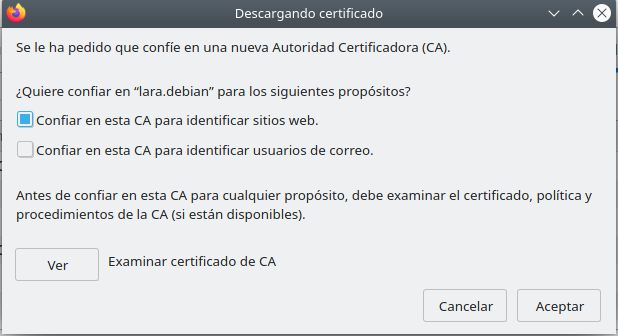 Descargando certificado
Se le ha pedido que confíe en una nueva Autoridad Certificadora (CA).
¿Quiere confiar en “lara.debian” para los siguientes propósitos?
Confiar en esta CA para identificar sitios web.
Confiar en esta CA para identificar usuarios de correo.
Antes de confiar en esta CA para cualquier propósito, debe examinar el certificado, política y
procedimientos de la CA (si están disponibles).
Ver
Examinar certificado de CA
Cancelar
Aceptar